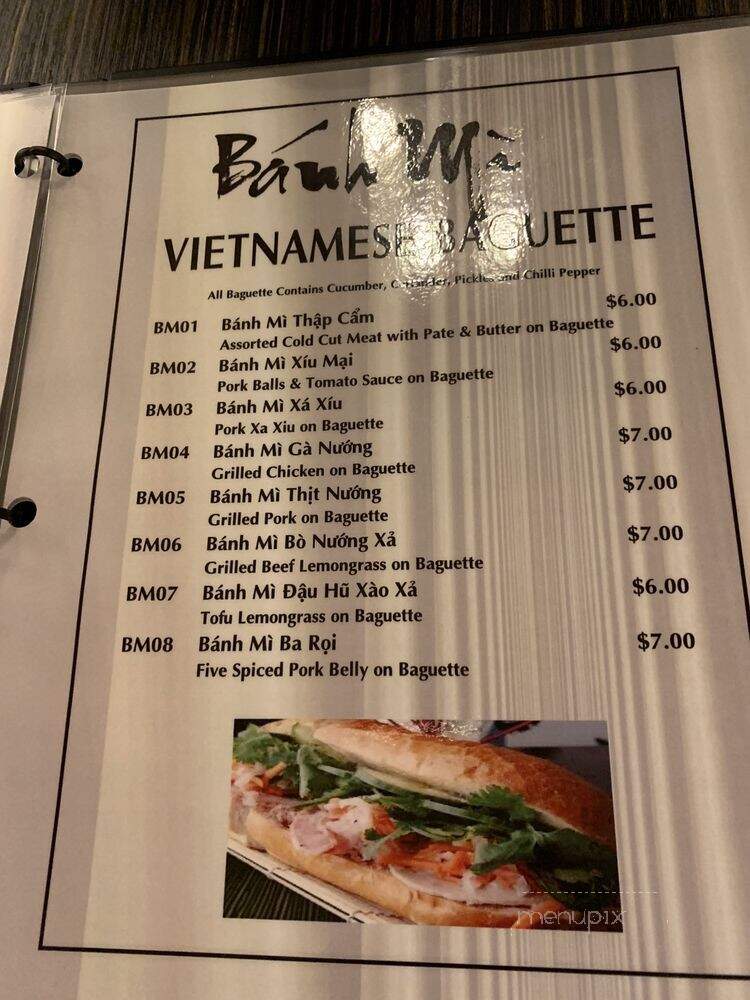 Bánh Mì
VIETNAMESE BAGUETTE
All Baguette Contains Cucumber, Coriander, Pickles and Chilli Pepper
BM01 Bánh Mì Thập Cẩm $6.00
Assorted Cold Cut Meat with Pate & Butter on Baguette
BM02 Bánh Mì Xíu Mại $6.00
Pork Balls & Tomato Sauce on Baguette
BM03 Bánh Mì Xá Xíu $6.00
Pork Xa Xiu on Baguette
BM04 Bánh Mì Gà Nướng $7.00
Grilled Chicken on Baguette
BM05 Bánh Mì Thịt Nướng $7.00
Grilled Pork on Baguette
BM06 Bánh Mì Bò Nướng Xả $7.00
Grilled Beef Lemongrass on Baguette
BM07 Bánh Mì Đậu Hũ Xào Xả $6.00
Tofu Lemongrass on Baguette
BM08 Bánh Mì Ba Rọi $7.00
Five Spiced Pork Belly on Baguette
menupix